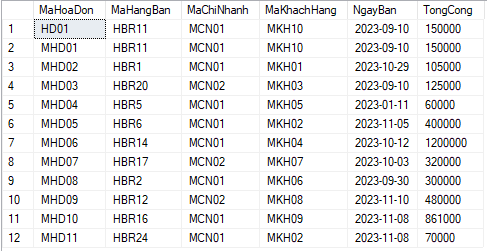 MaHoaDon MaHangBan MaChiNhanh MaKhachHang NgayBan TongCong
1 HD01 HBR11 MCN01 MKH10 2023-09-10 150000
2 MHD01 HBR11 MCN01 MKH10 2023-09-10 150000
3 MHD02 HBR1 MCN01 MKH01 2023-10-29 105000
4 MHD03 HBR20 MCN02 MKH03 2023-09-10 125000
5 MHD04 HBR5 MCN01 MKH05 2023-01-11 60000
6 MHD05 HBR6 MCN01 MKH02 2023-11-05 400000
7 MHD06 HBR14 MCN01 MKH04 2023-10-12 1200000
8 MHD07 HBR17 MCN02 MKH07 2023-10-03 320000
9 MHD08 HBR2 MCN01 MKH06 2023-09-30 300000
10 MHD09 HBR12 MCN02 MKH08 2023-11-10 480000
11 MHD10 HBR16 MCN01 MKH09 2023-11-08 861000
12 MHD11 HBR24 MCN01 MKH02 2023-11-08 70000